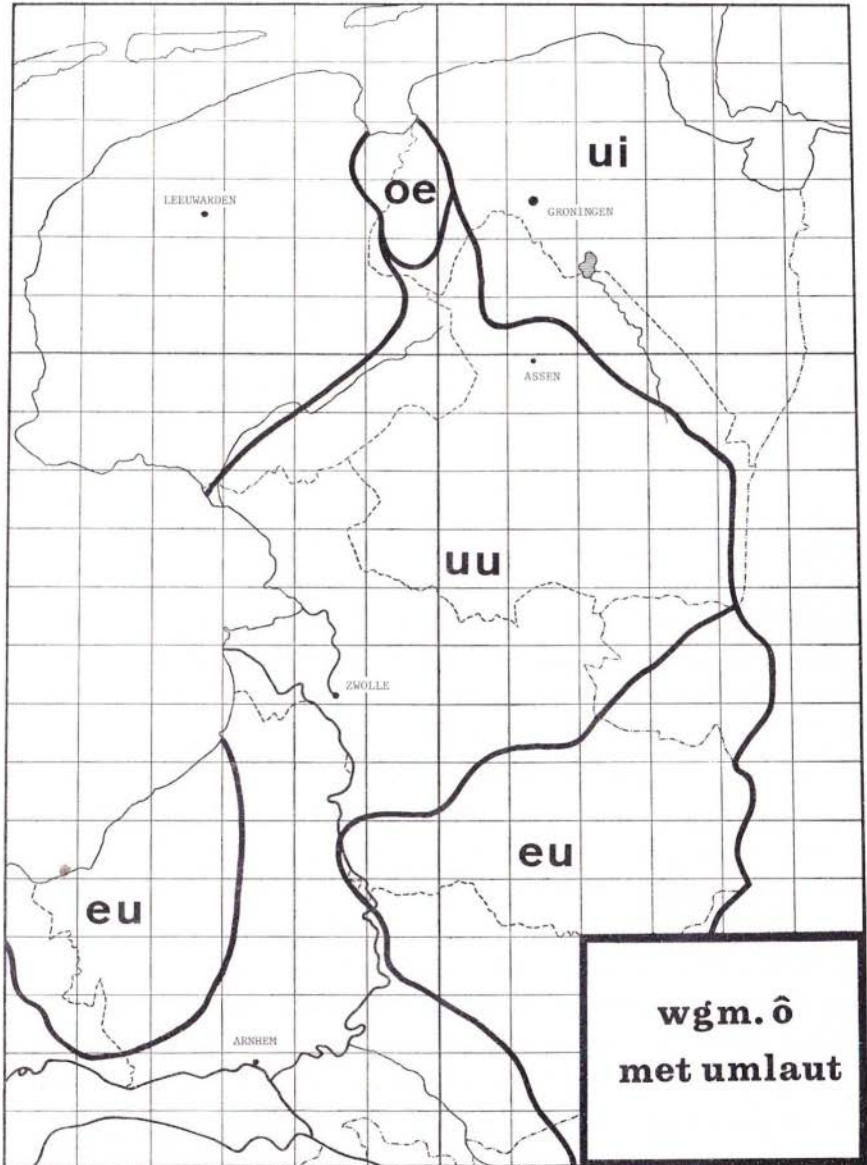 ui
oe
LEEUWARDEN
GRONINGEN
ASSEN
uu
ZWOLLE
eu
eu
wgm. ô
met umlaut
ARNHEM